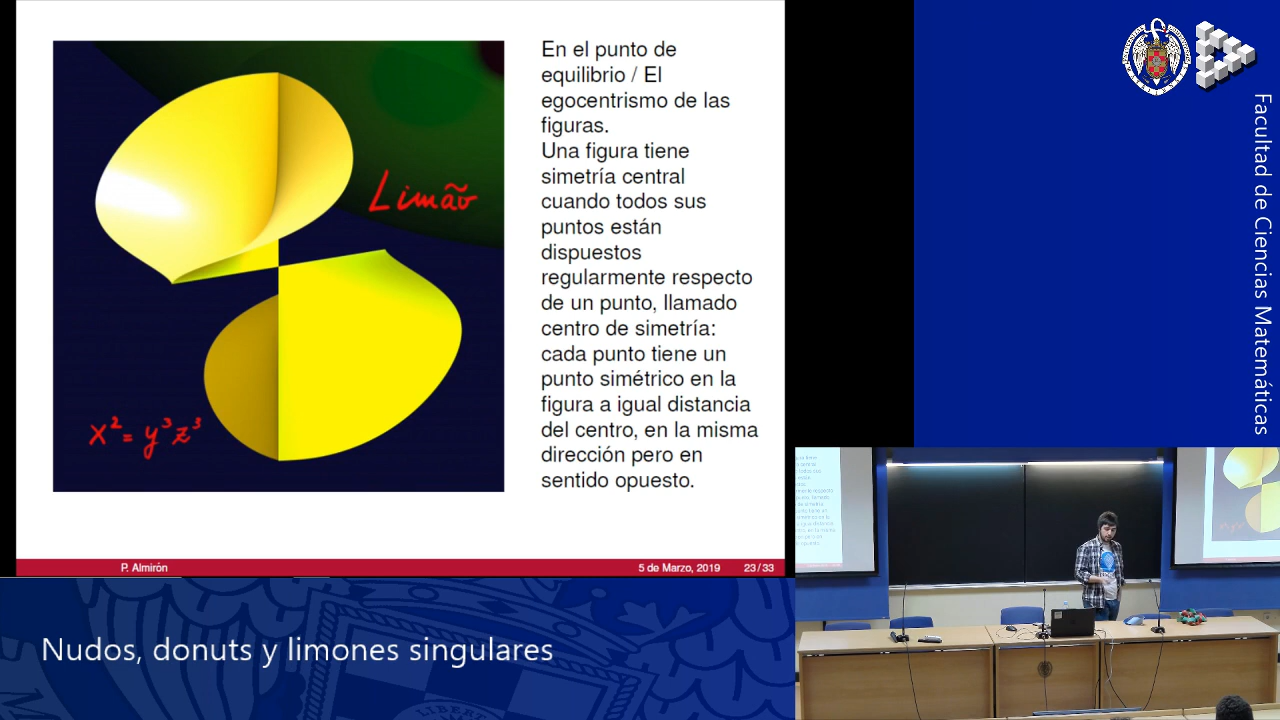 En el punto de
equilibrio / El
egocentrismo de las
figuras.
Una figura tiene
simetría central
cuando todos sus
puntos están
dispuestos
regularmente respecto
de un punto, llamado
centro de simetría:
cada punto tiene un
punto simétrico en la
figura a igual distancia
del centro, en la misma
dirección pero en
sentido opuesto.
Limão
x²= y³z³
P. Almirón
5 de Marzo, 2019
23/33
Nudos, donuts y limones singulares
Facultad de Ciencias Matemáticas